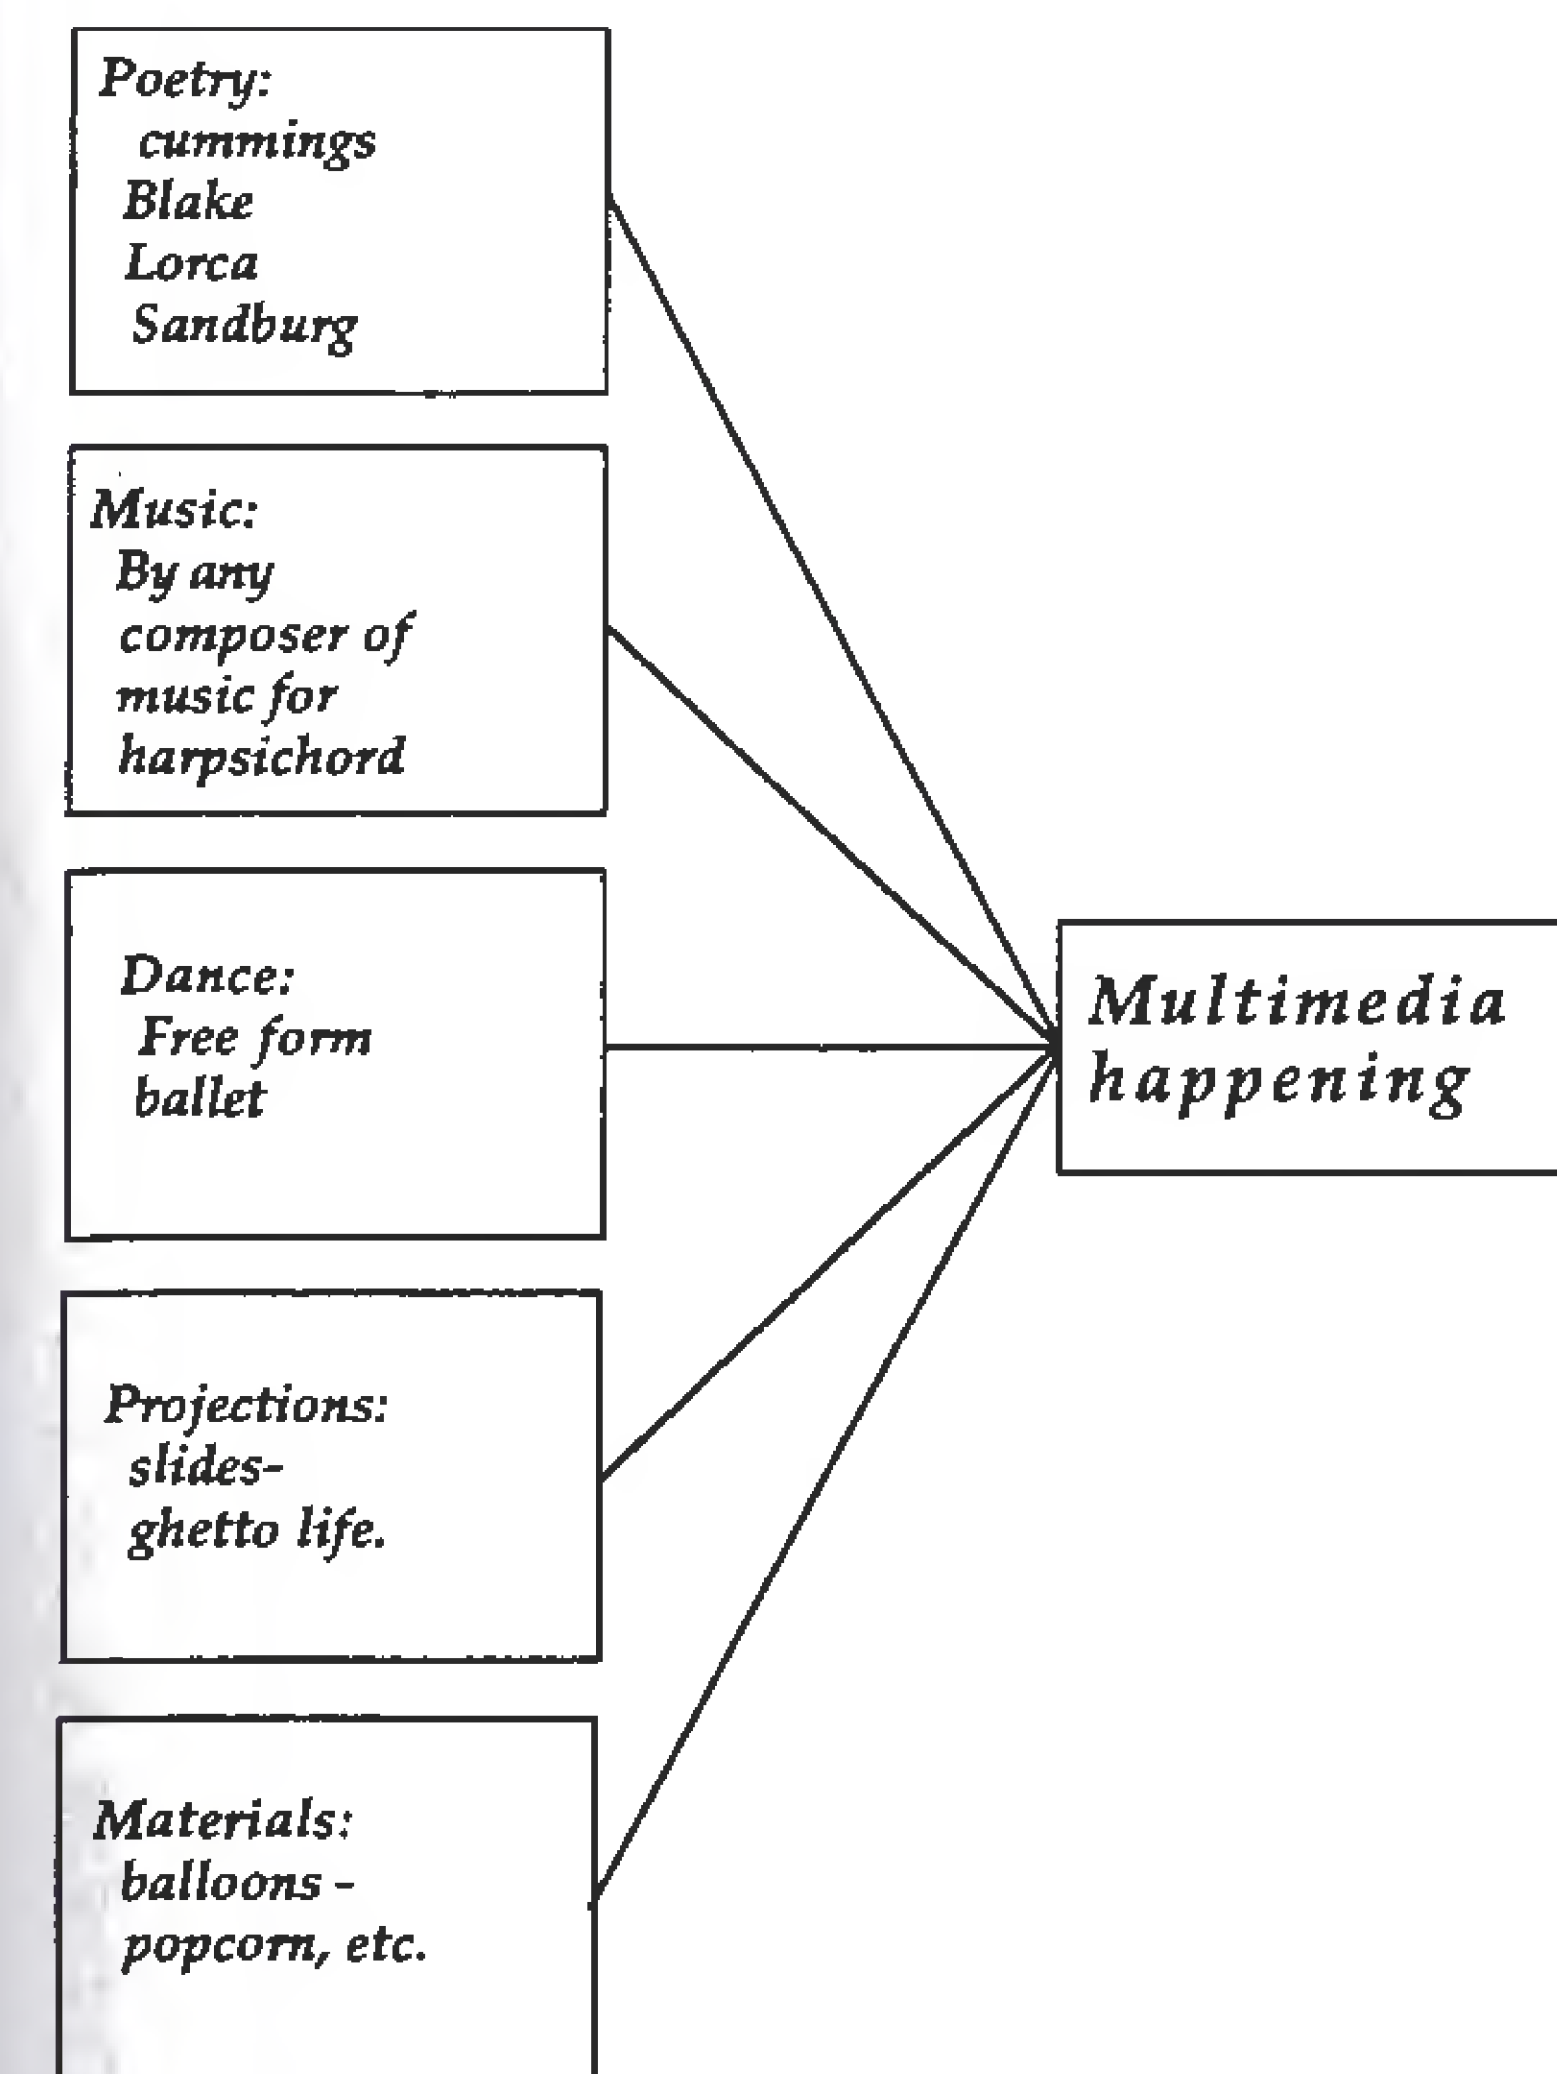 Poetry:
cummings
Blake
Lorca
Sandburg
Music:
By any
composer of
music for
harpsichord
Dance:
Free form
ballet
Projections:
slides-
ghetto life.
Materials:
balloons -
popcorn, etc.
Multimedia
happening